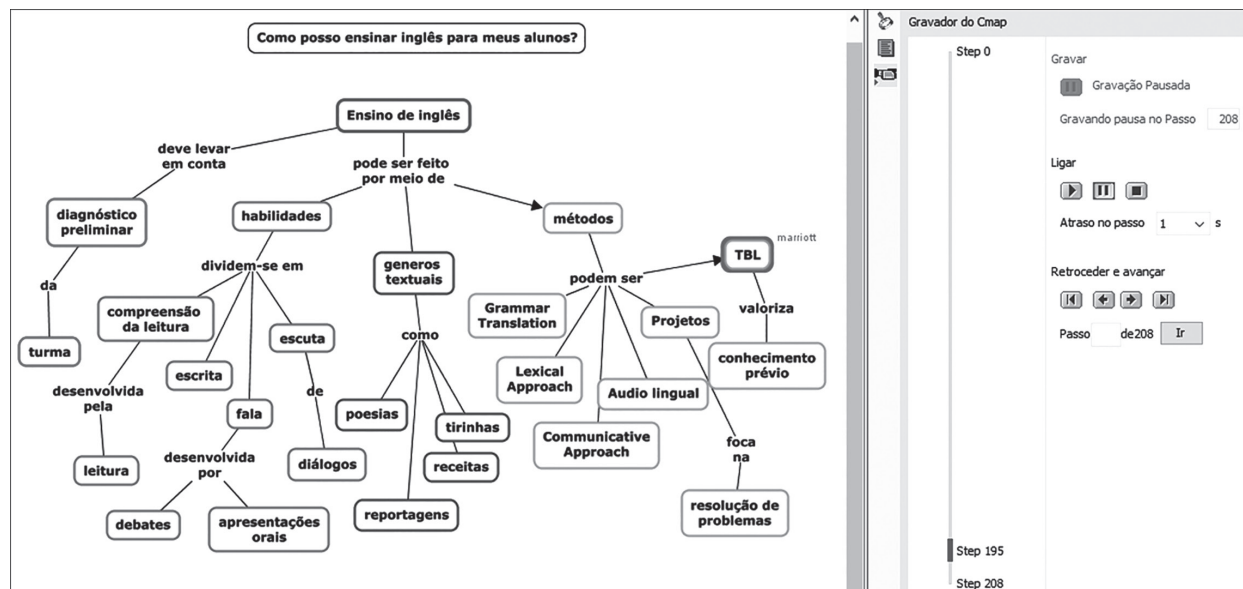 Como posso ensinar inglês para meus alunos?
Ensino de inglês
deve levar
em conta
pode ser feito
por meio de
diagnóstico
preliminar
habilidades
métodos
marriott
TBL
da
dividem-se em
generos
textuais
podem ser
compreensão
da leitura
Grammar
Translation
Projetos
valoriza
turma
escuta
como
escrita
Lexical
Approach
conhecimento
prévio
desenvolvida
pela
de
Audio lingual
fala
poesias
tirinhas
Communicative
Approach
foca
na
leitura
desenvolvida
por
diálogos
receitas
debates
apresentações
orais
reportagens
resolução de
problemas
Gravador do Cmap
Step 0
Gravar
Gravação Pausada
Gravando pausa no Passo 208
Ligar
Atraso no passo 1 s
Retroceder e avançar
Passo de208 Ir
Step 195
Step 208